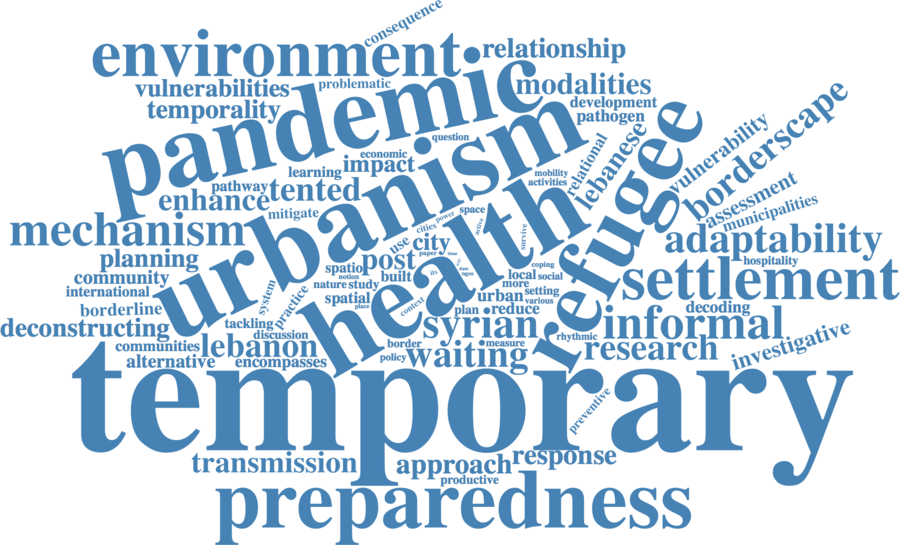 consequence
environment
relationship
pandemic
vulnerabilities
problematic
modalities
temporality
development
pathogen
urbanism
question
refugee
borderscape
vulnerability
relational
lebanese
economic
impact
learning
mobility
activities
pathway
tented
enhance
mitigate
health
assessment
municipalities
mechanism
space
power
cities
active
survive
use
city
paper
time
adaptability
planning
post
spatio
notion
its
date
ngos
coping
hospitality
settlement
community
built
local
social
international
nature
study
more
setting
system
practice
spatial
place
context
urban
various
borderline
plan
reduce
decoding
deconstructing
tackling
syrian
informal
discussion
rhythmic
communities
lebanon
border
measure
research
investigative
alternative
encompasses
policy
waiting
temporary
preventive
transmission
approach
response
productive
preparedness